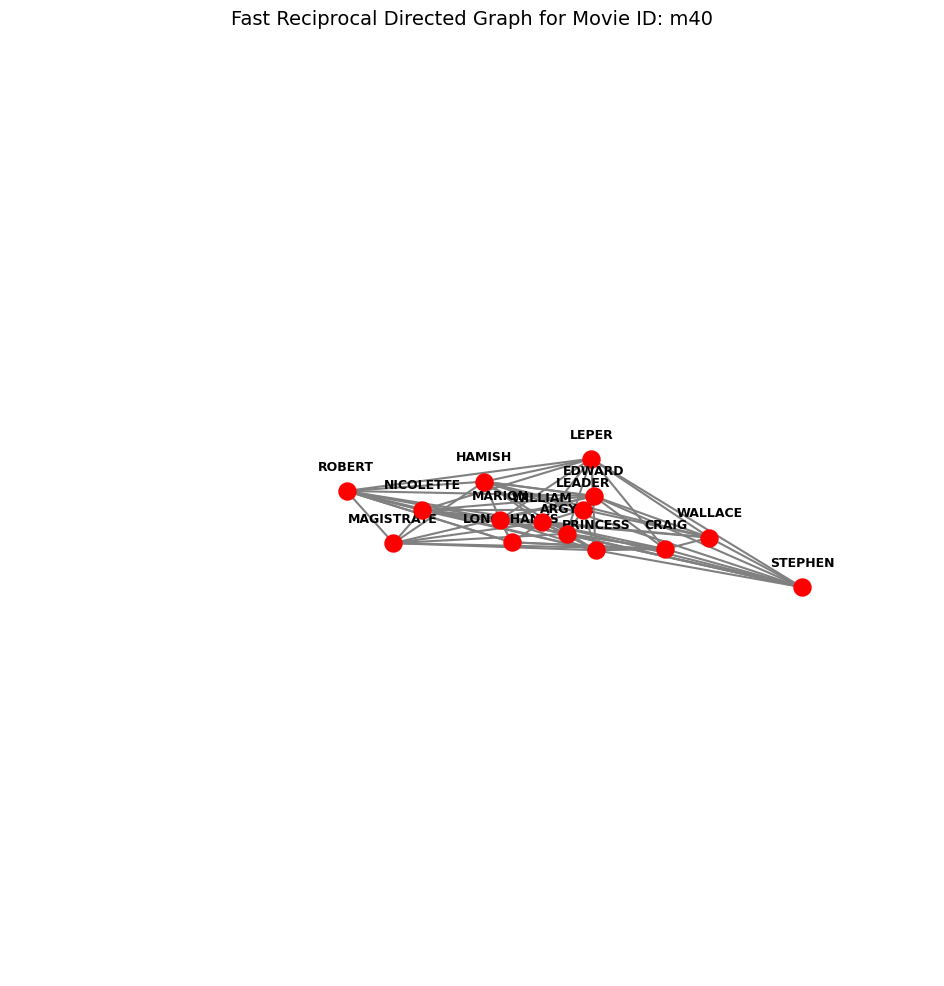 Fast Reciprocal Directed Graph for Movie ID: m40
LEPER
HAMISH
ROBERT
EDWARD
LEADER
NICOLETTE
MARION
WILLIAM
ARGYLE
WALLACE
MAGISTRATE
LONGSHANKS
PRINCESS
CRAIG
STEPHEN